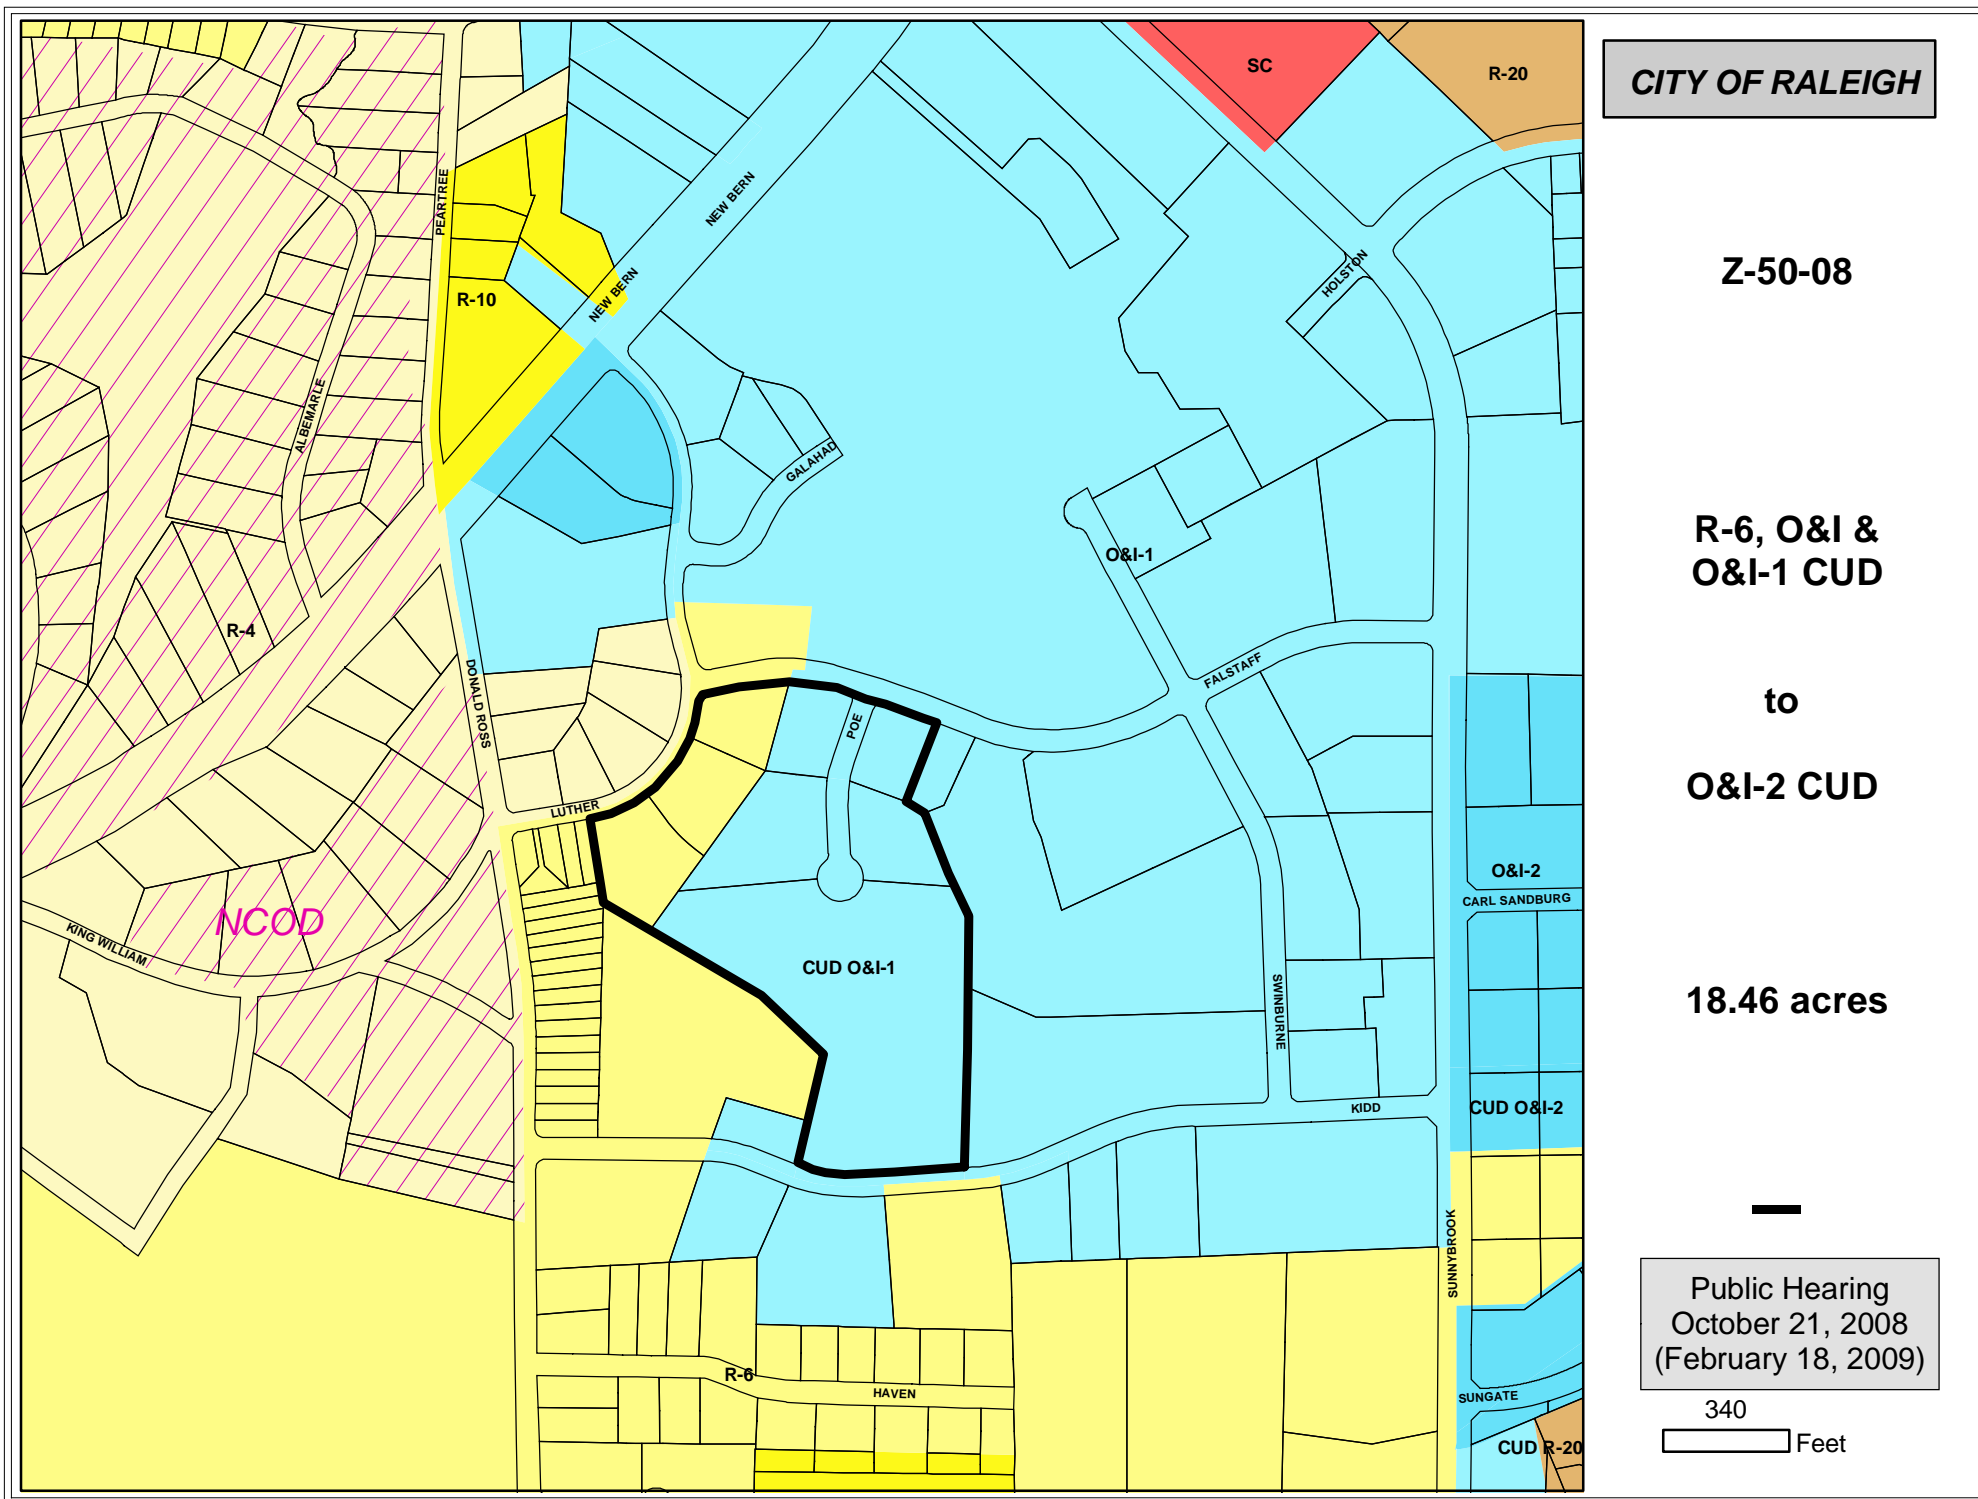 SC
R-20
CITY OF RALEIGH
PEARTREE
NEW BERN
Z-50-08
HOLSTON
NEW BERN
R-10
ALBEMARLE
GALAHAD
R-6, O&I &
O&I-1 CUD
O&I-1
R-4
FALSTAFF
DONALD ROSS
to
POE
O&I-2 CUD
LUTHER
O&I-2
CARL SANDBURG
NCOD
KING WILLIAM
CUD O&I-1
18.46 acres
SWINBURNE
KIDD
CUD O&I-2
SUNNYBROOK
Public Hearing
October 21, 2008
(February 18, 2009)
R-6
HAVEN
SUNGATE
340
Feet
CUD R-20